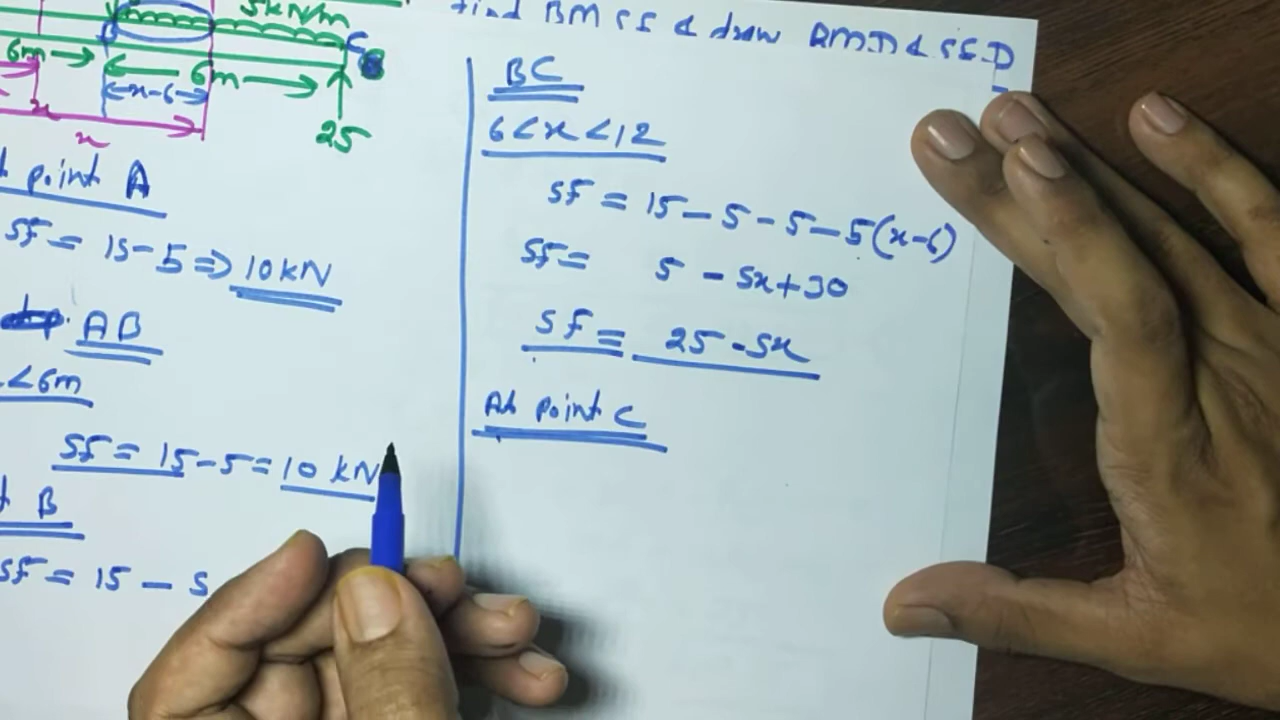 find BM SF & draw BMD & SFD
5kN/m
C
6m
6m
x-6
x
x
25
point A
SF = 15 - 5 => 10kN
AB
<6m
SF = 15 - 5 = 10 kN
B
SF = 15 - 5
BC
6<x<12
SF = 15 - 5 - 5 - 5(x-6)
SF = 5 - 5x+30
SF = 25 - 5x
At point C